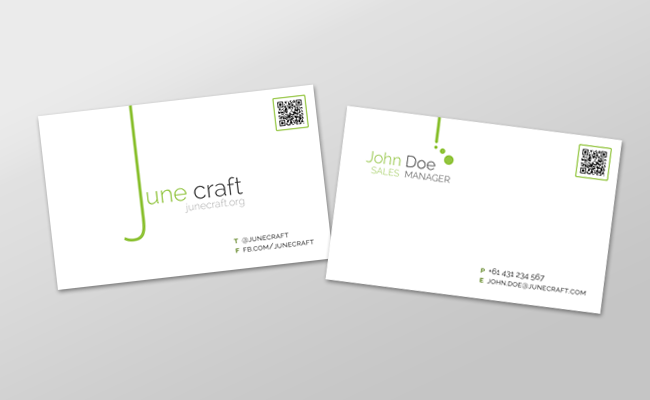 June craft
junecraft.org
T @JUNECRAFT
F FB.COM/JUNECRAFT
John Doe
SALES MANAGER
P +61 431 234 567
E JOHN.DOE@JUNECRAFT.COM